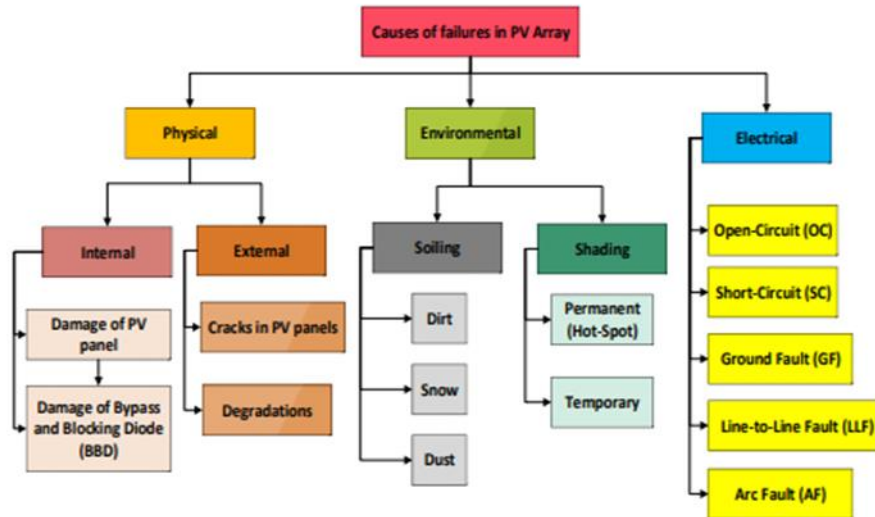 Causes of failures in PV Array
Physical
Environmental
Electrical
Internal
External
Soiling
Shading
Damage of PV
panel
Damage of Bypass
and Blocking Diode
(BBD)
Cracks in PV panels
Degradations
Dirt
Snow
Dust
Permanent
(Hot-Spot)
Temporary
Open-Circuit (OC)
Short-Circuit (SC)
Ground Fault (GF)
Line-to-Line Fault (LLF)
Arc Fault (AF)